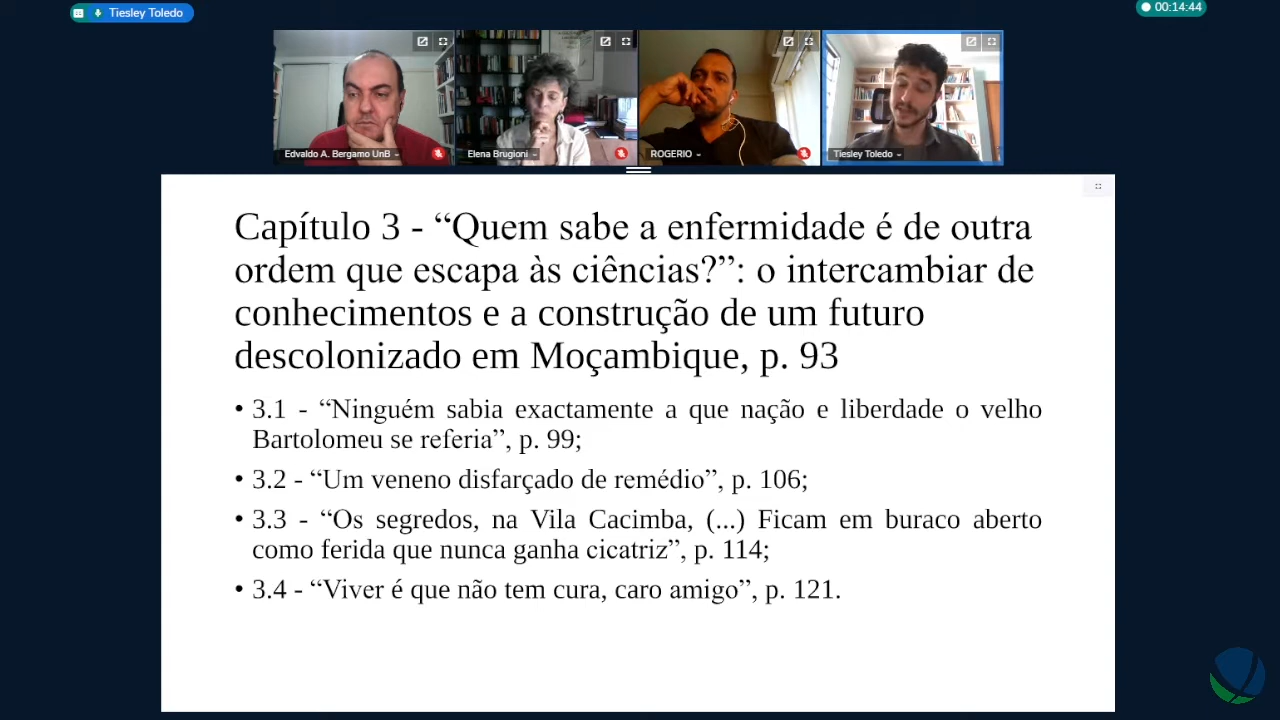 Tiesley Toledo
00:14:44
Edvaldo A. Bergamo UnB
Elena Brugioni
ROGERIO
Tiesley Toledo
Capítulo 3 - “Quem sabe a enfermidade é de outra
ordem que escapa às ciências?”: o intercambiar de
conhecimentos e a construção de um futuro
descolonizado em Moçambique, p. 93
• 3.1 - “Ninguém sabia exactamente a que nação e liberdade o velho
Bartolomeu se referia”, p. 99;
• 3.2 - “Um veneno disfarçado de remédio”, p. 106;
• 3.3 - “Os segredos, na Vila Cacimba, (...) Ficam em buraco aberto
como ferida que nunca ganha cicatriz”, p. 114;
• 3.4 - “Viver é que não tem cura, caro amigo”, p. 121.